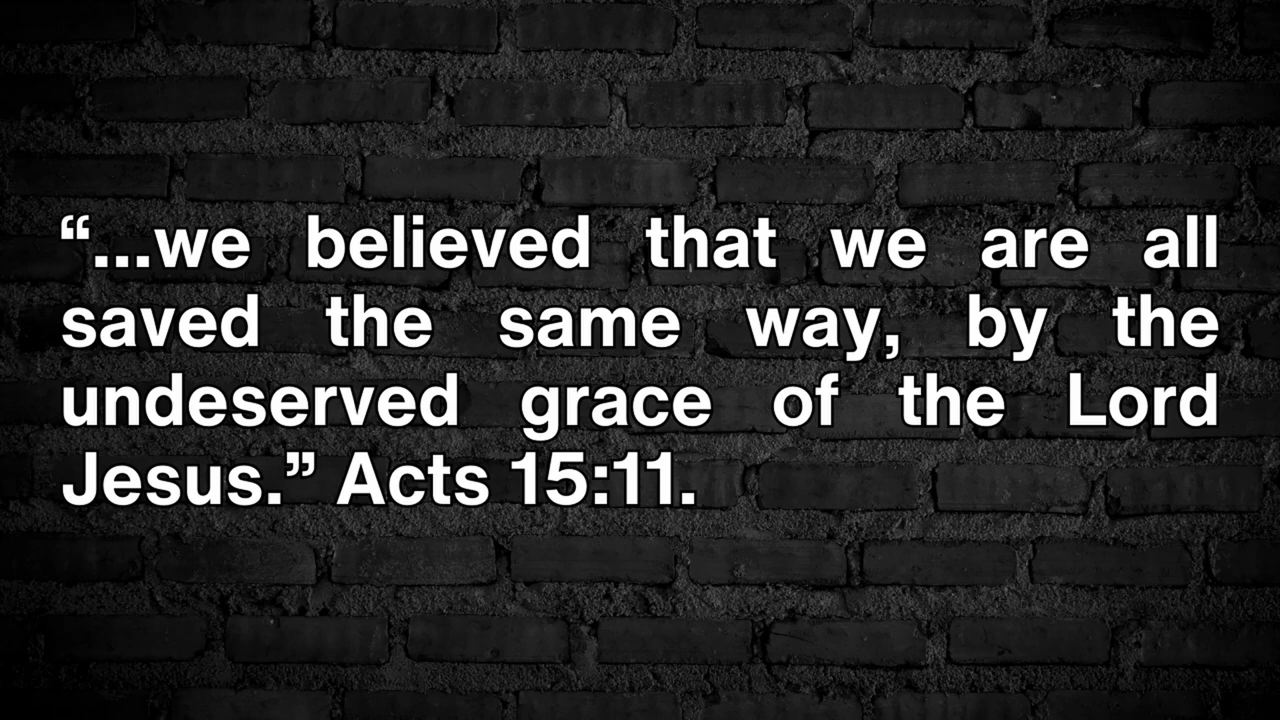 “...we believed that we are all
saved the same way, by the
undeserved grace of the Lord
Jesus.” Acts 15:11.